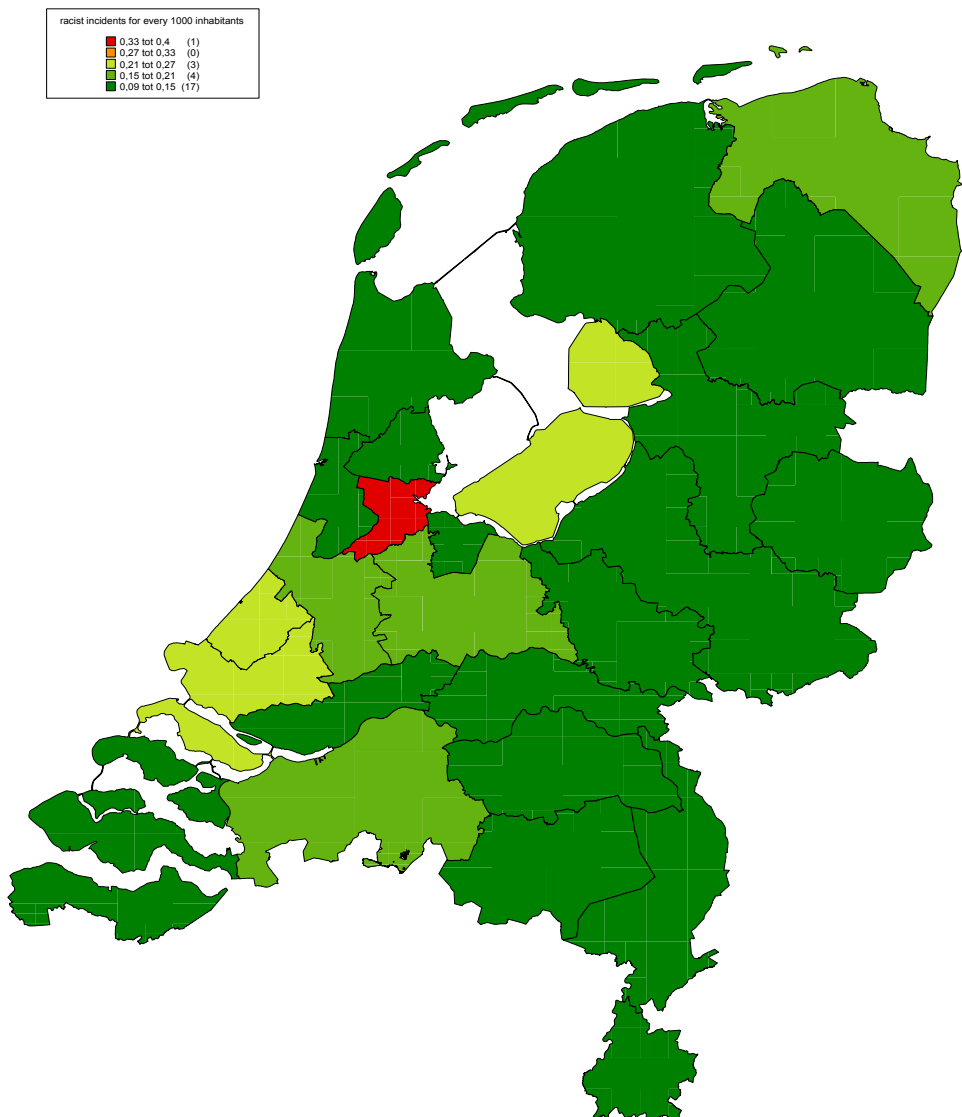 racist incidents for every 1000 inhabitants
0,33 tot 0,4 (1)
0,27 tot 0,33 (0)
0,21 tot 0,27 (3)
0,15 tot 0,21 (4)
0,09 tot 0,15 (17)